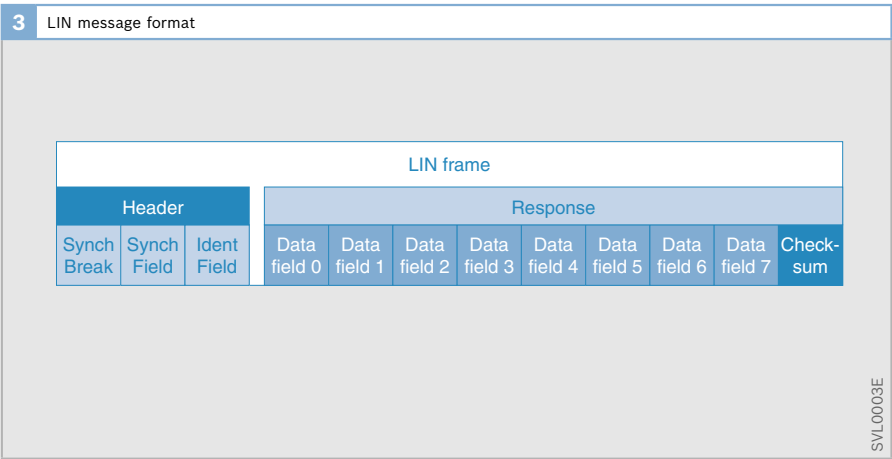 3 LIN message format
LIN frame
Header
Response
Synch Break
Synch Field
Ident Field
Data field 0
Data field 1
Data field 2
Data field 3
Data field 4
Data field 5
Data field 6
Data field 7
Check-
sum
SVL0003E